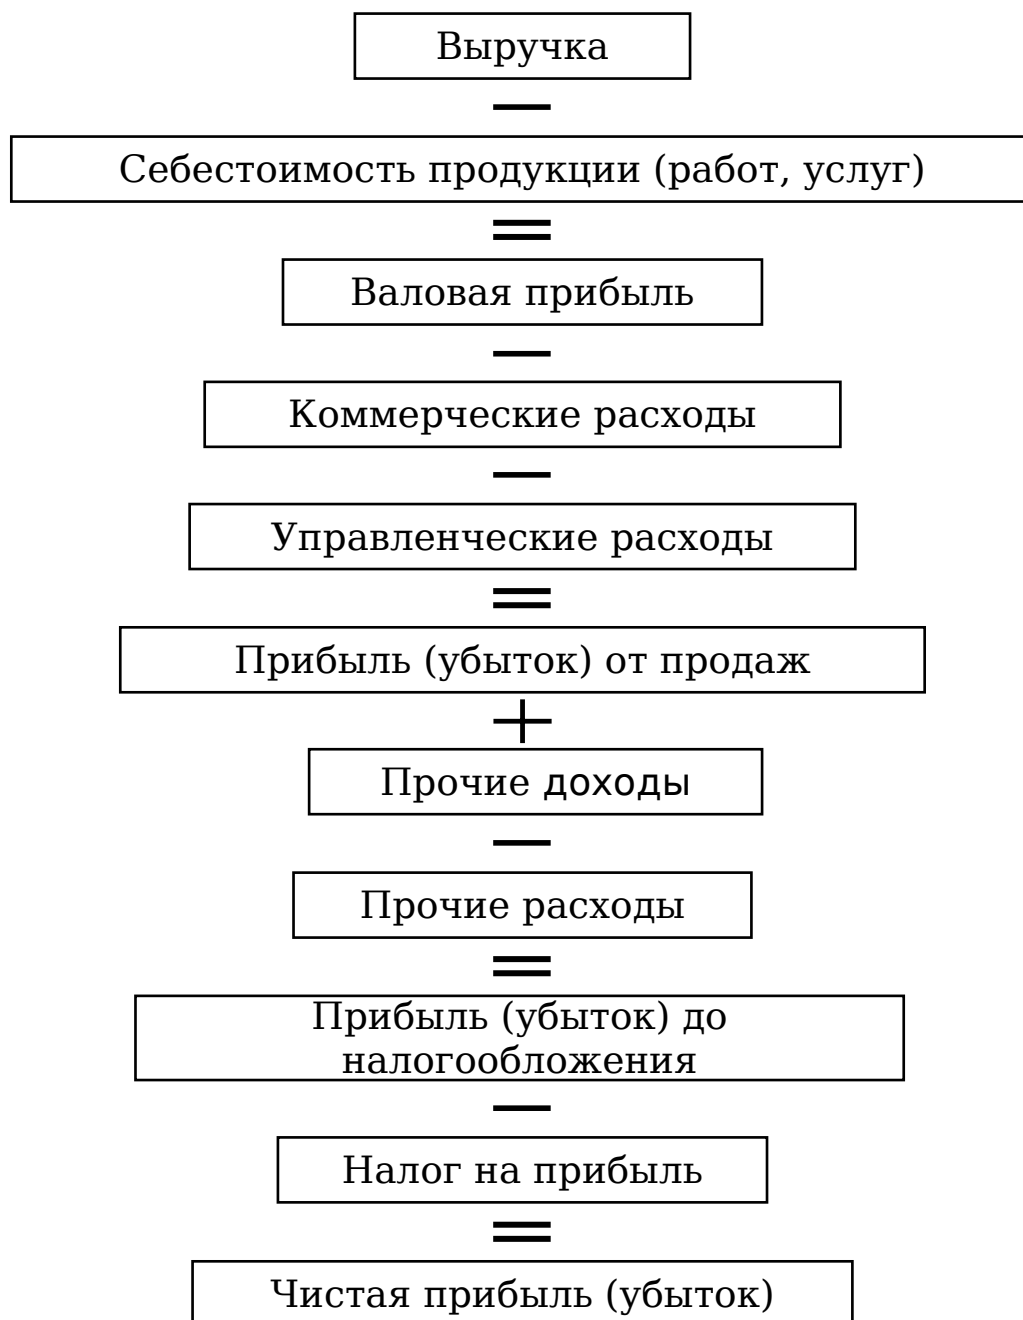 Выручка
—
Себестоимость продукции (работ, услуг)
=
Валовая прибыль
—
Коммерческие расходы
—
Управленческие расходы
=
Прибыль (убыток) от продаж
+
Прочие доходы
—
Прочие расходы
=
Прибыль (убыток) до
налогообложения
—
Налог на прибыль
=
Чистая прибыль (убыток)